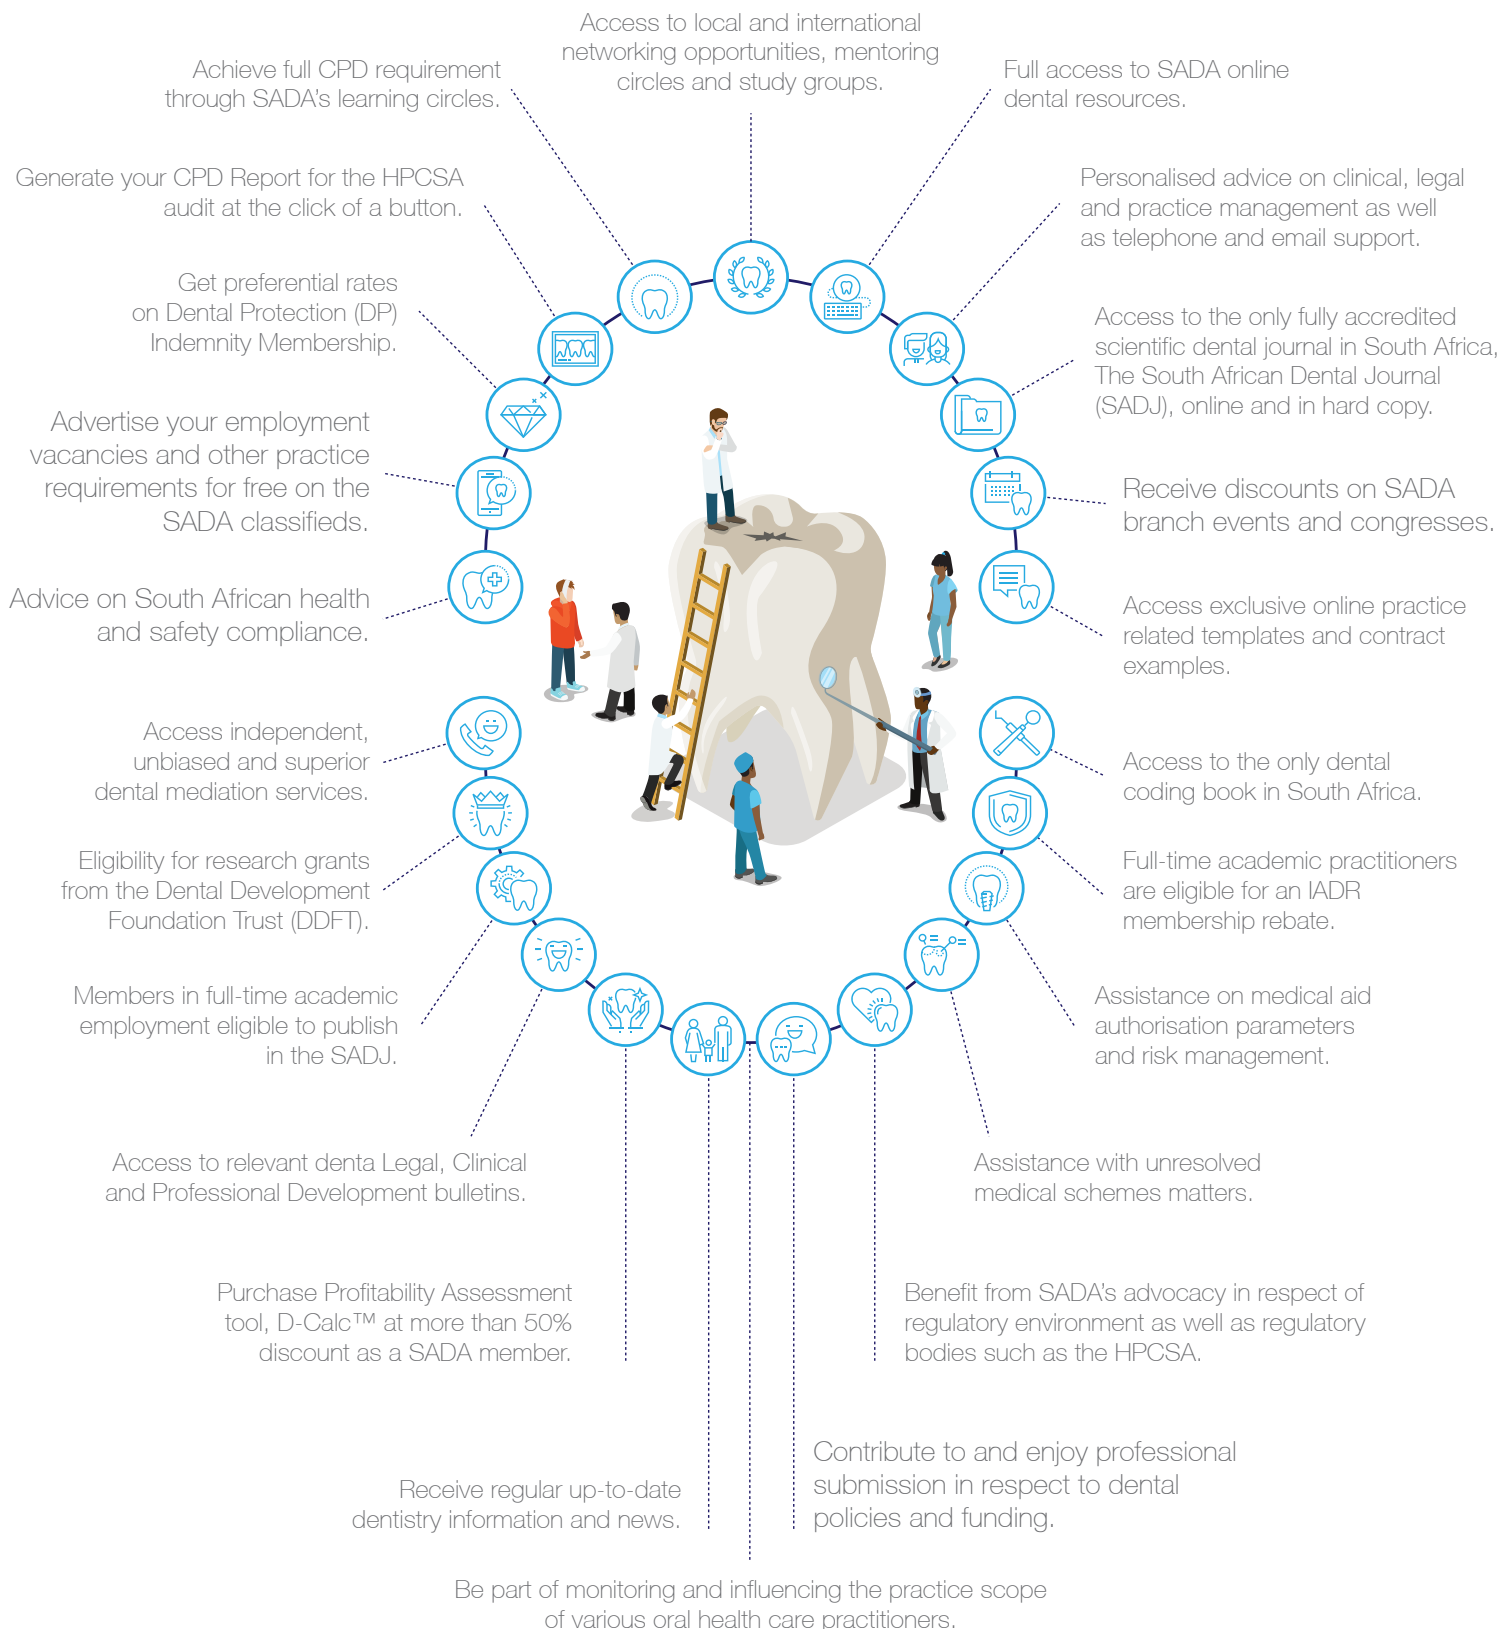 Access to local and international
networking opportunities, mentoring
circles and study groups.
Achieve full CPD requirement
through SADA's learning circles.
Full access to SADA online
dental resources.
Generate your CPD Report for the HPCSA
audit at the click of a button.
Personalised advice on clinical, legal
and practice management as well
as telephone and email support.
Get preferential rates
on Dental Protection (DP)
Indemnity Membership.
Access to the only fully accredited
scientific dental journal in South Africa,
The South African Dental Journal
(SADJ), online and in hard copy.
Advertise your employment
vacancies and other practice
requirements for free on the
SADA classifieds.
Receive discounts on SADA
branch events and congresses.
Advice on South African health
and safety compliance.
Access exclusive online practice
related templates and contract
examples.
Access independent,
unbiased and superior
dental mediation services.
Access to the only dental
coding book in South Africa.
Eligibility for research grants
from the Dental Development
Foundation Trust (DDFT).
Full-time academic practitioners
are eligible for an IADR
membership rebate.
Members in full-time academic
employment eligible to publish
in the SADJ.
Assistance on medical aid
authorisation parameters
and risk management.
Access to relevant denta Legal, Clinical
and Professional Development bulletins.
Assistance with unresolved
medical schemes matters.
Purchase Profitability Assessment
tool, D-Calc™ at more than 50%
discount as a SADA member.
Benefit from SADA's advocacy in respect of
regulatory environment as well as regulatory
bodies such as the HPCSA.
Receive regular up-to-date
dentistry information and news.
Contribute to and enjoy professional
submission in respect to dental
policies and funding.
Be part of monitoring and influencing the practice scope
of various oral health care practitioners.